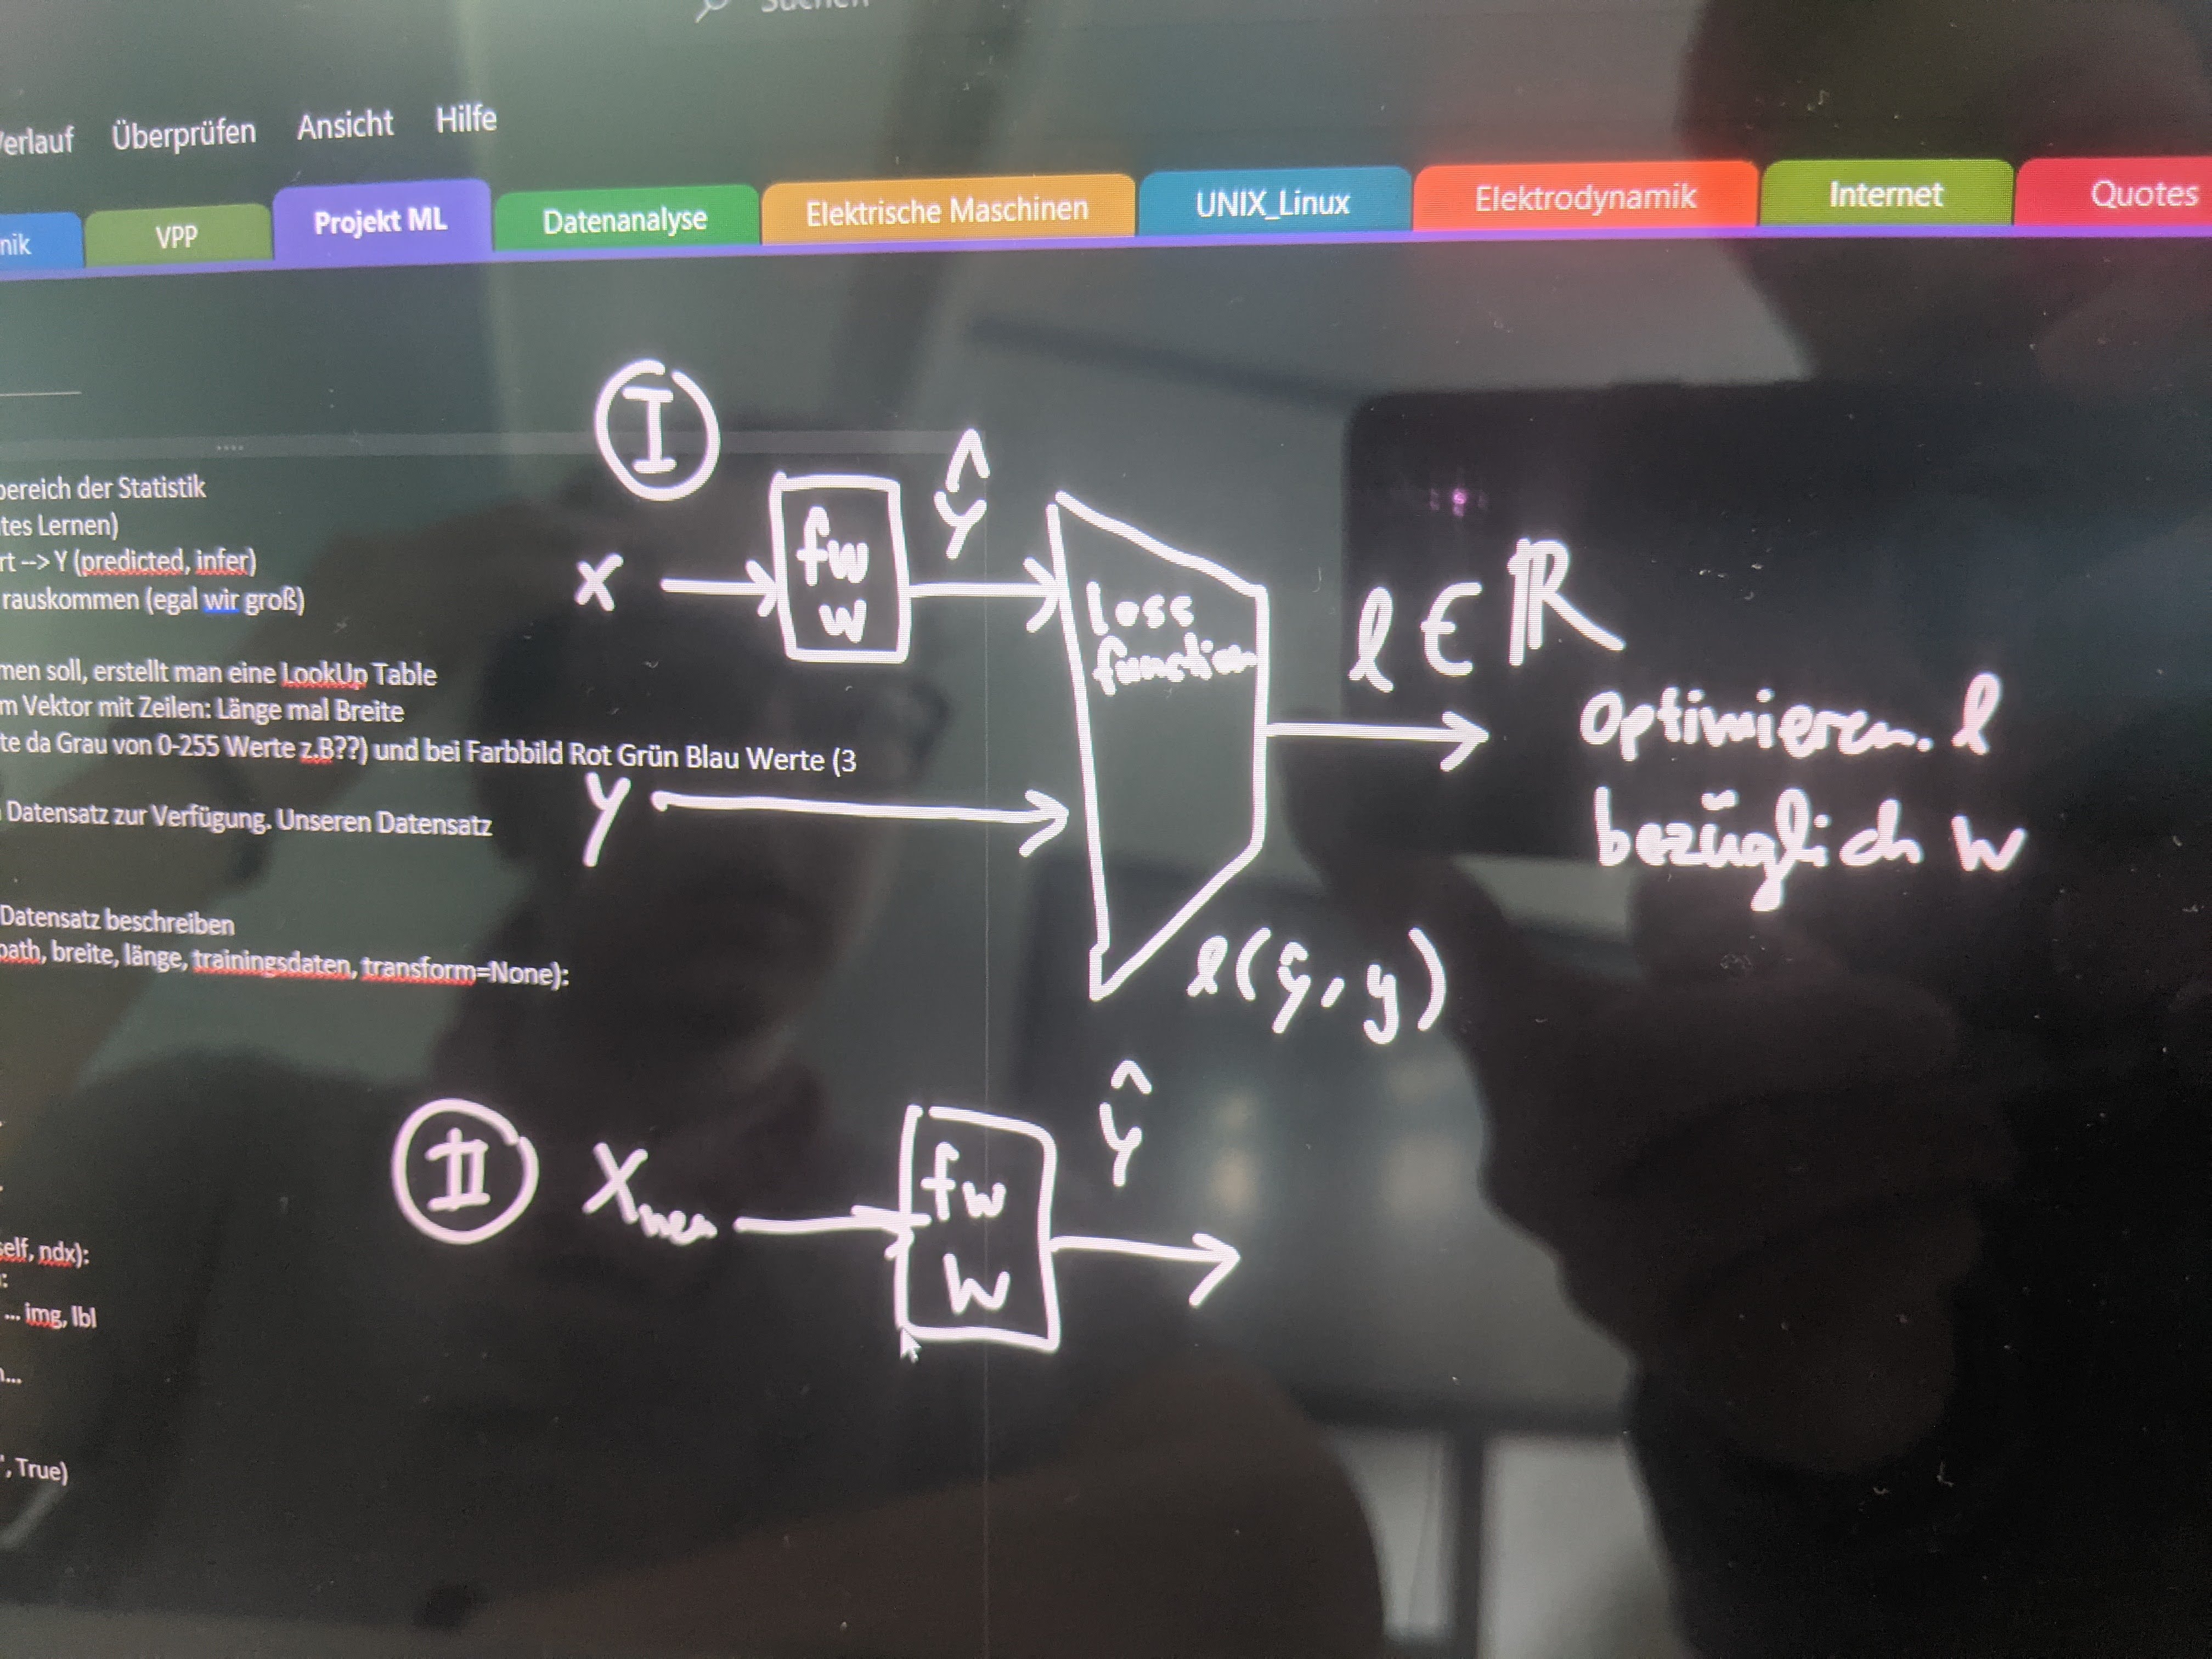 Suchen
Verlauf Überprüfen Ansicht Hilfe
nik VPP Projekt ML Datenanalyse Elektrische Maschinen UNIX_Linux Elektrodynamik Internet Quotes
bereich der Statistik
tes Lernen)
rt --> Y (predicted, infer)
rauskommen (egal wir groß)
men soll, erstellt man eine LookUp Table
m Vektor mit Zeilen: Länge mal Breite
te da Grau von 0-255 Werte z.B??) und bei Farbbild Rot Grün Blau Werte (3
Datensatz zur Verfügung. Unseren Datensatz
Datensatz beschreiben
path, breite, länge, trainingsdaten, transform=None):
self, ndx):
:
... img, lbl
...
', True)
I
x
fw
w
ŷ
loss
function
l ∈ ℝ
optimieren. l
bezüglich w
y
l(ŷ, y)
II
Xneu
fw
w
ŷ